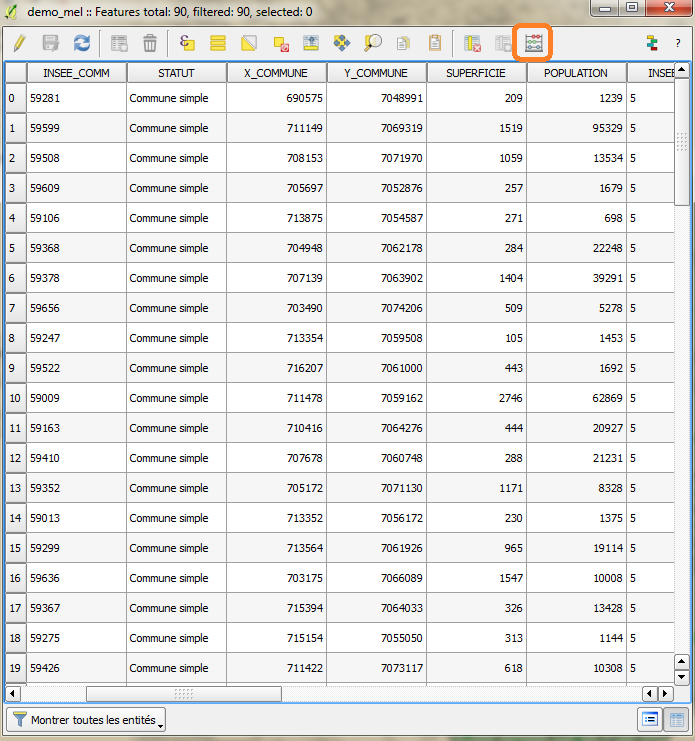 demo_mel :: Features total: 90, filtered: 90, selected: 0
?
INSEE_COMM STATUT X_COMMUNE Y_COMMUNE SUPERFICIE POPULATION
0 59281 Commune simple 690575 7048991 209 1239 5
1 59599 Commune simple 711149 7069319 1519 95329 5
2 59508 Commune simple 708153 7071970 1059 13534 5
3 59609 Commune simple 705697 7052876 257 1679 5
4 59106 Commune simple 713875 7054587 271 698 5
5 59368 Commune simple 704948 7062178 284 22248 5
6 59378 Commune simple 707139 7063902 1404 39291 5
7 59656 Commune simple 703490 7074206 509 5278 5
8 59247 Commune simple 713354 7059508 105 1453 5
9 59522 Commune simple 716207 7061000 443 1692 5
10 59009 Commune simple 711478 7059162 2746 62869 5
11 59163 Commune simple 710416 7064276 444 20927 5
12 59410 Commune simple 707678 7060748 288 21231 5
13 59352 Commune simple 705172 7071130 1171 8328 5
14 59013 Commune simple 713352 7056172 230 1375 5
15 59299 Commune simple 713564 7061926 965 19114 5
16 59636 Commune simple 703175 7066089 1547 10008 5
17 59367 Commune simple 715394 7064033 326 13428 5
18 59275 Commune simple 715154 7055050 313 1144 5
19 59426 Commune simple 711422 7073117 618 10308 5
Montrer toutes les entités